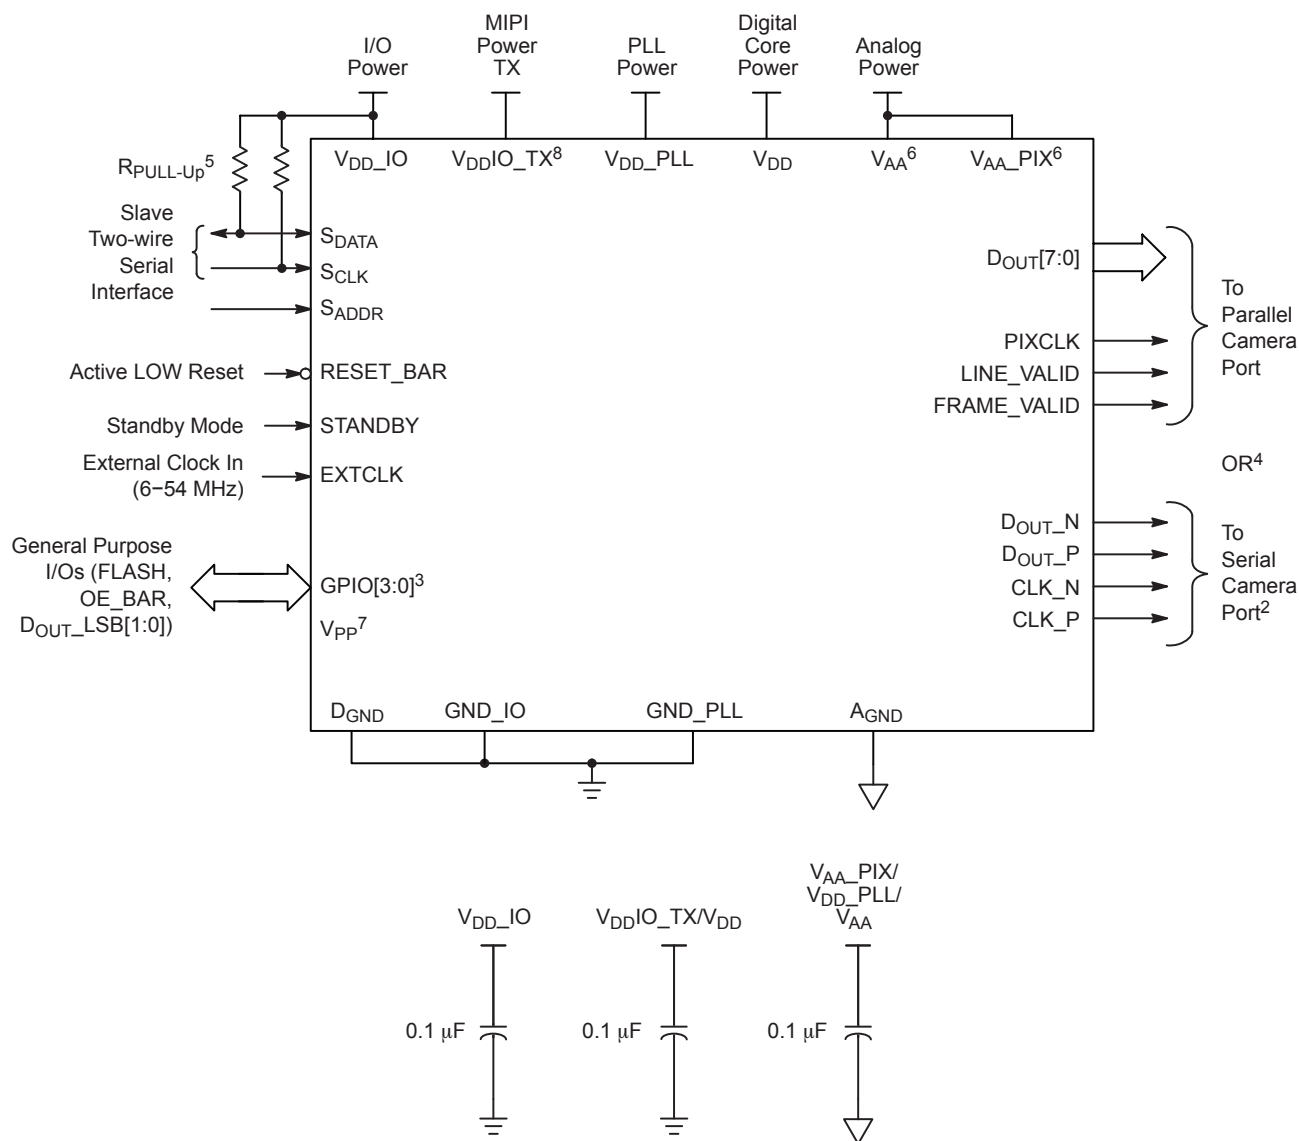 I/O
Power
MIPI
Power
TX
PLL
Power
Digital
Core
Power
Analog
Power
RPULL-Up5
VDD_IO
VDDIO_TX8
VDD_PLL
VDD
VAA6
VAA_PIX6
Slave
Two-wire
Serial
Interface
SDATA
SCLK
SADDR
Active LOW Reset
RESET_BAR
Standby Mode
STANDBY
External Clock In
(6−54 MHz)
EXTCLK
General Purpose
I/Os (FLASH,
OE_BAR,
DOUT_LSB[1:0])
GPIO[3:0]3
VPP7
DOUT[7:0]
PIXCLK
LINE_VALID
FRAME_VALID
To
Parallel
Camera
Port
OR4
DOUT_N
DOUT_P
CLK_N
CLK_P
To
Serial
Camera
Port2
DGND
GND_IO
GND_PLL
AGND
VDD_IO
VDDIO_TX/VDD
VAA_PIX/
VDD_PLL/
VAA
0.1 μF
0.1 μF
0.1 μF